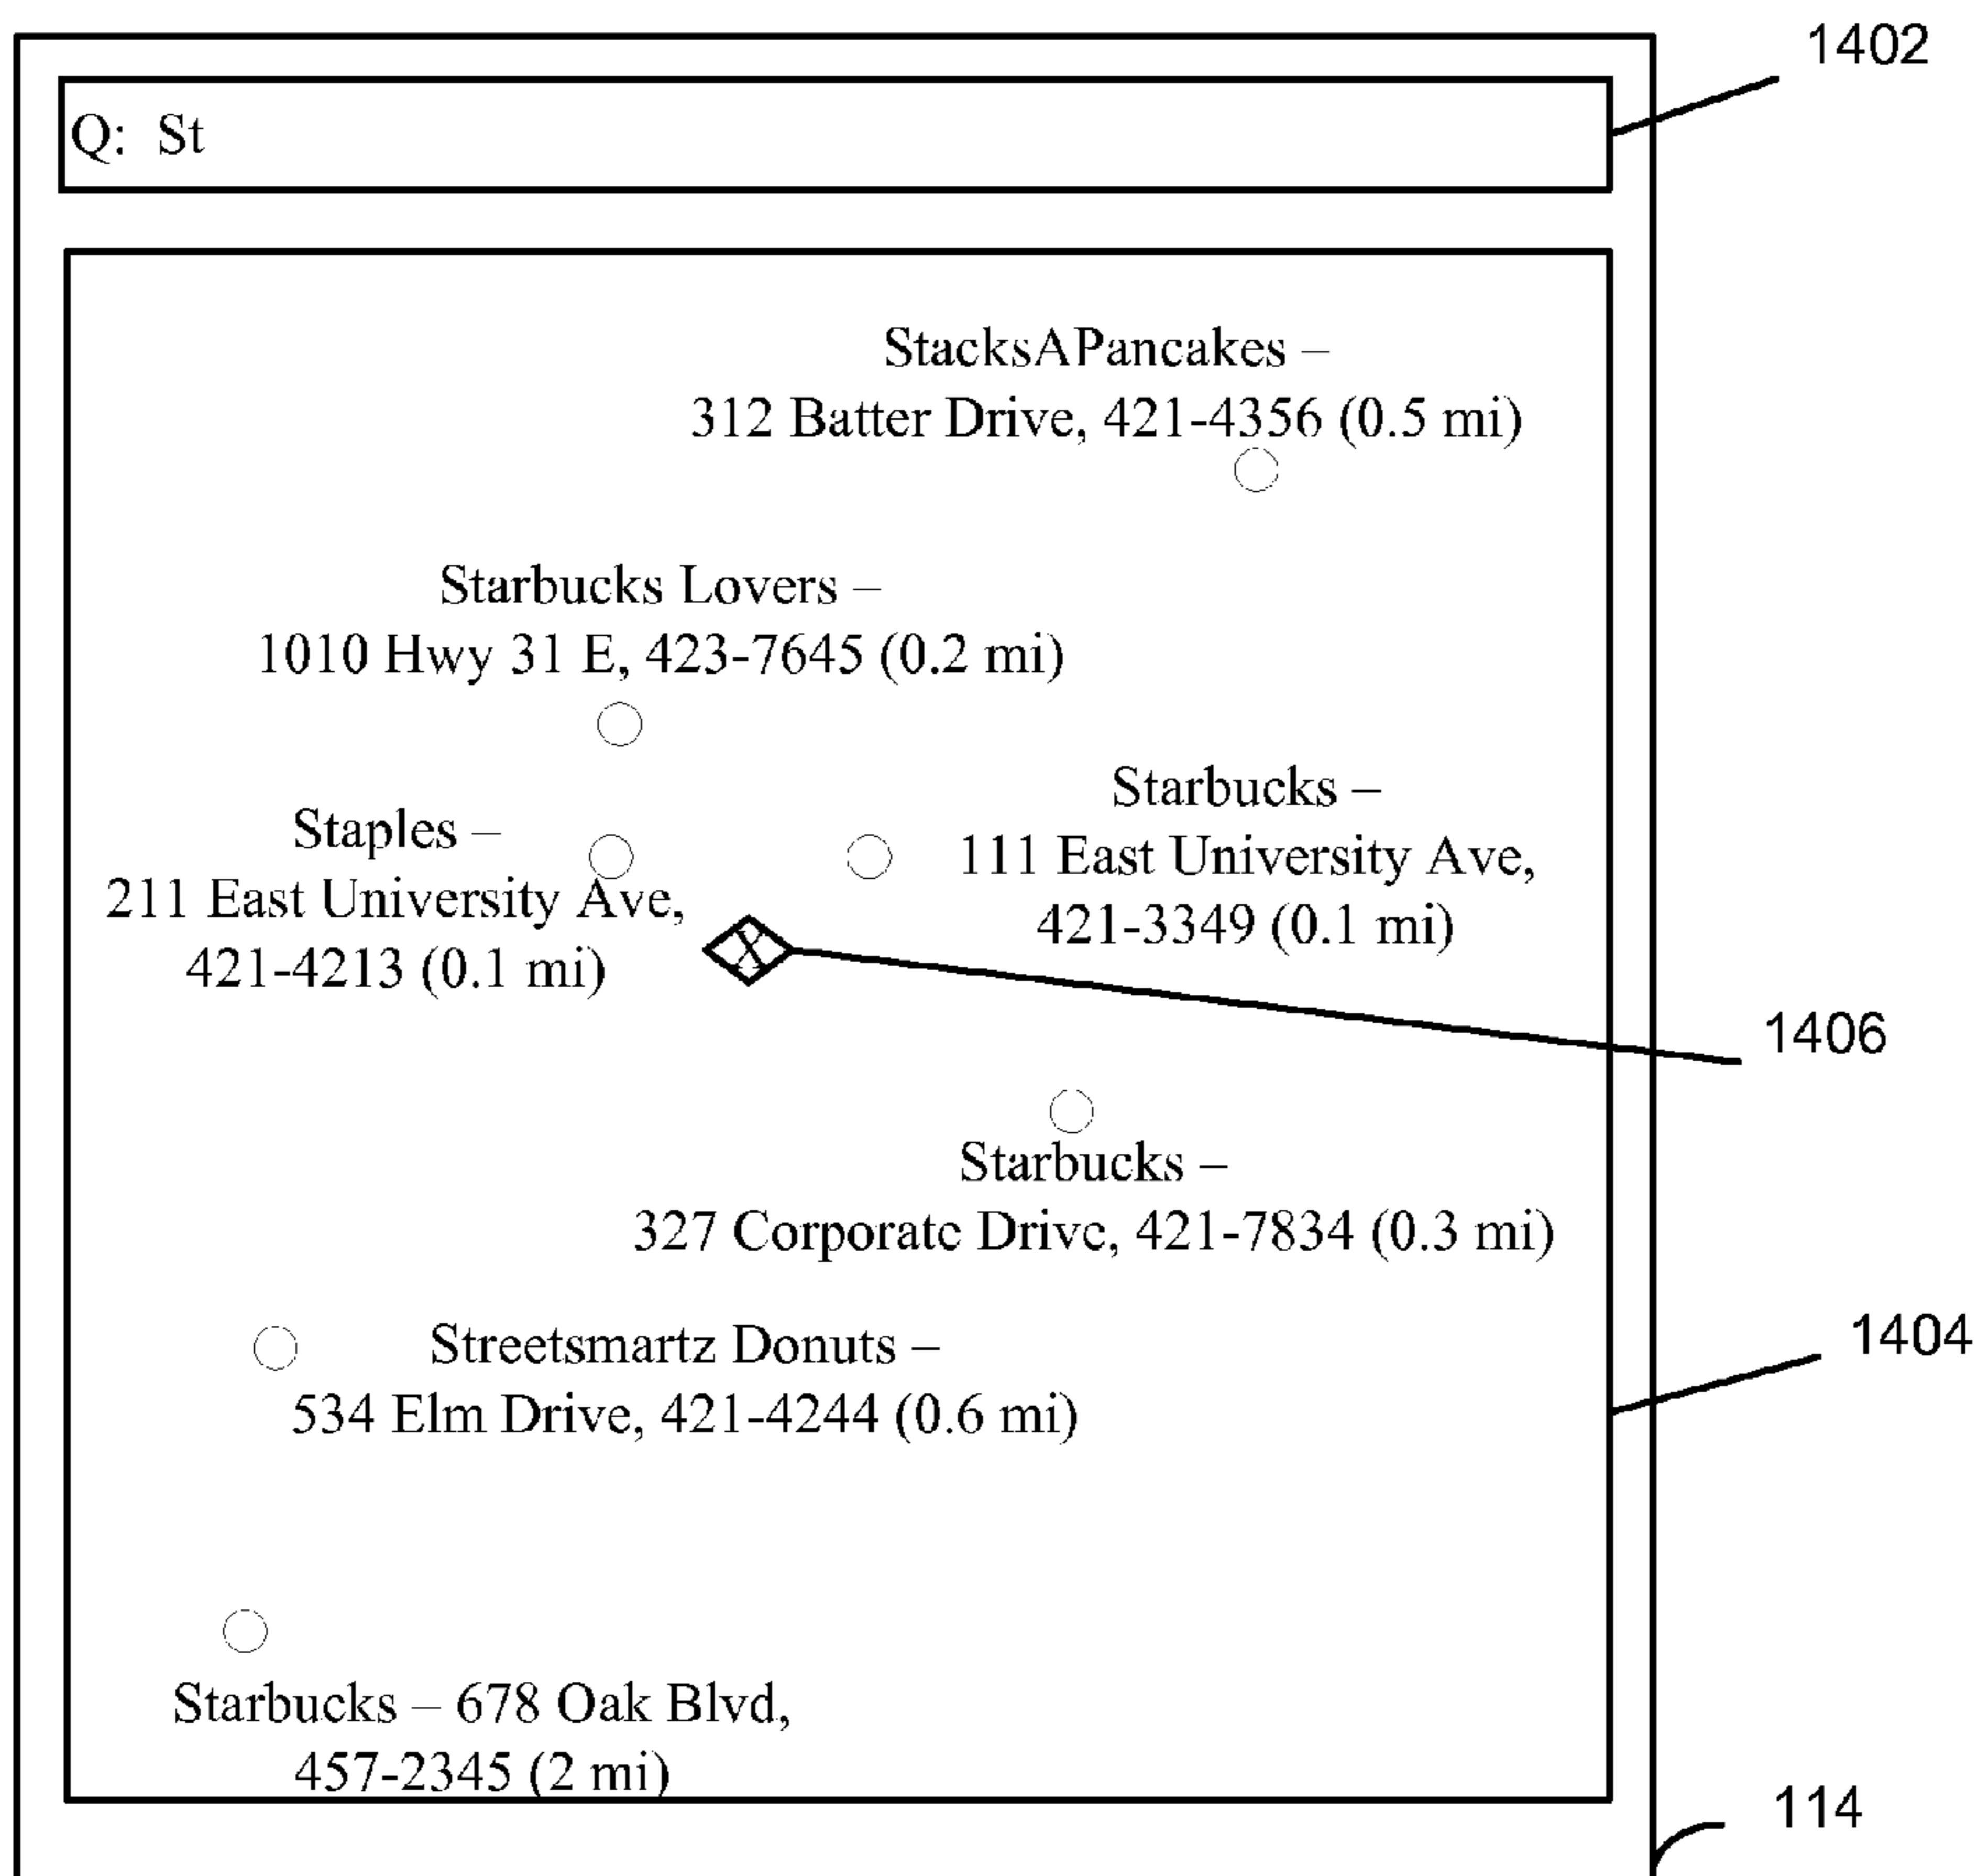 1402
Q: St
StacksAPancakes –
312 Batter Drive, 421-4356 (0.5 mi)
Starbucks Lovers –
1010 Hwy 31 E, 423-7645 (0.2 mi)
Starbucks –
111 East University Ave,
421-3349 (0.1 mi)
Staples –
211 East University Ave,
421-4213 (0.1 mi)
1406
Starbucks –
327 Corporate Drive, 421-7834 (0.3 mi)
1404
Streetsmartz Donuts –
534 Elm Drive, 421-4244 (0.6 mi)
Starbucks – 678 Oak Blvd,
457-2345 (2 mi)
114